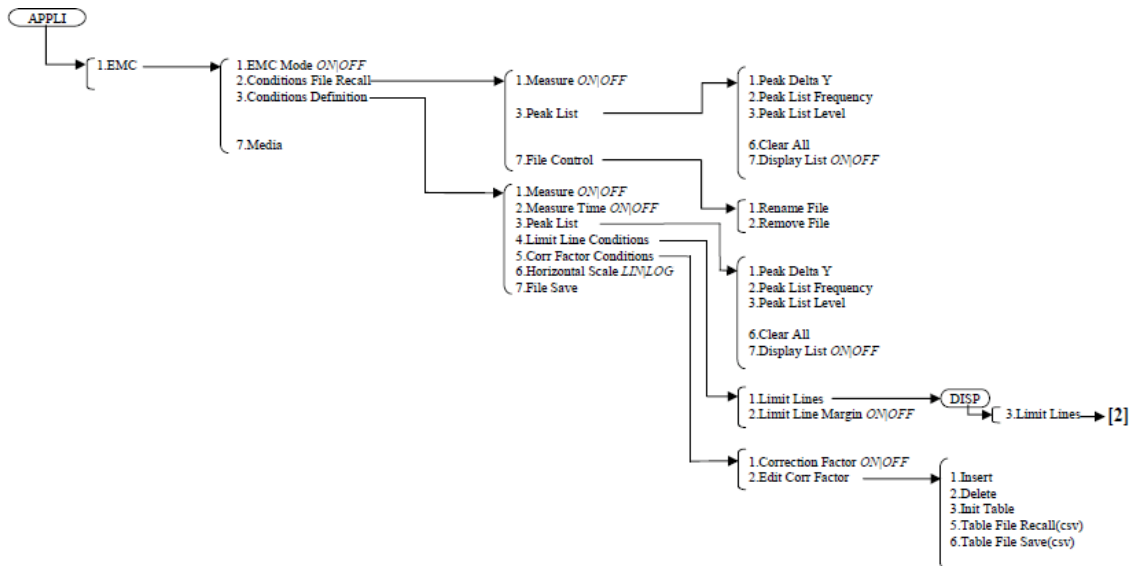 APPLI
1.EMC
1.EMC Mode ON|OFF
2.Conditions File Recall
3.Conditions Definition
7.Media
1.Measure ON|OFF
3.Peak List
7.File Control
1.Peak Delta Y
2.Peak List Frequency
3.Peak List Level
6.Clear All
7.Display List ON|OFF
1.Rename File
2.Remove File
1.Measure ON|OFF
2.Measure Time ON|OFF
3.Peak List
4.Limit Line Conditions
5.Corr Factor Conditions
6.Horizontal Scale LIN|LOG
7.File Save
1.Peak Delta Y
2.Peak List Frequency
3.Peak List Level
6.Clear All
7.Display List ON|OFF
1.Limit Lines
2.Limit Line Margin ON|OFF
DISP
3.Limit Lines
[2]
1.Correction Factor ON|OFF
2.Edit Corr Factor
1.Insert
2.Delete
3.Init Table
5.Table File Recall(csv)
6.Table File Save(csv)